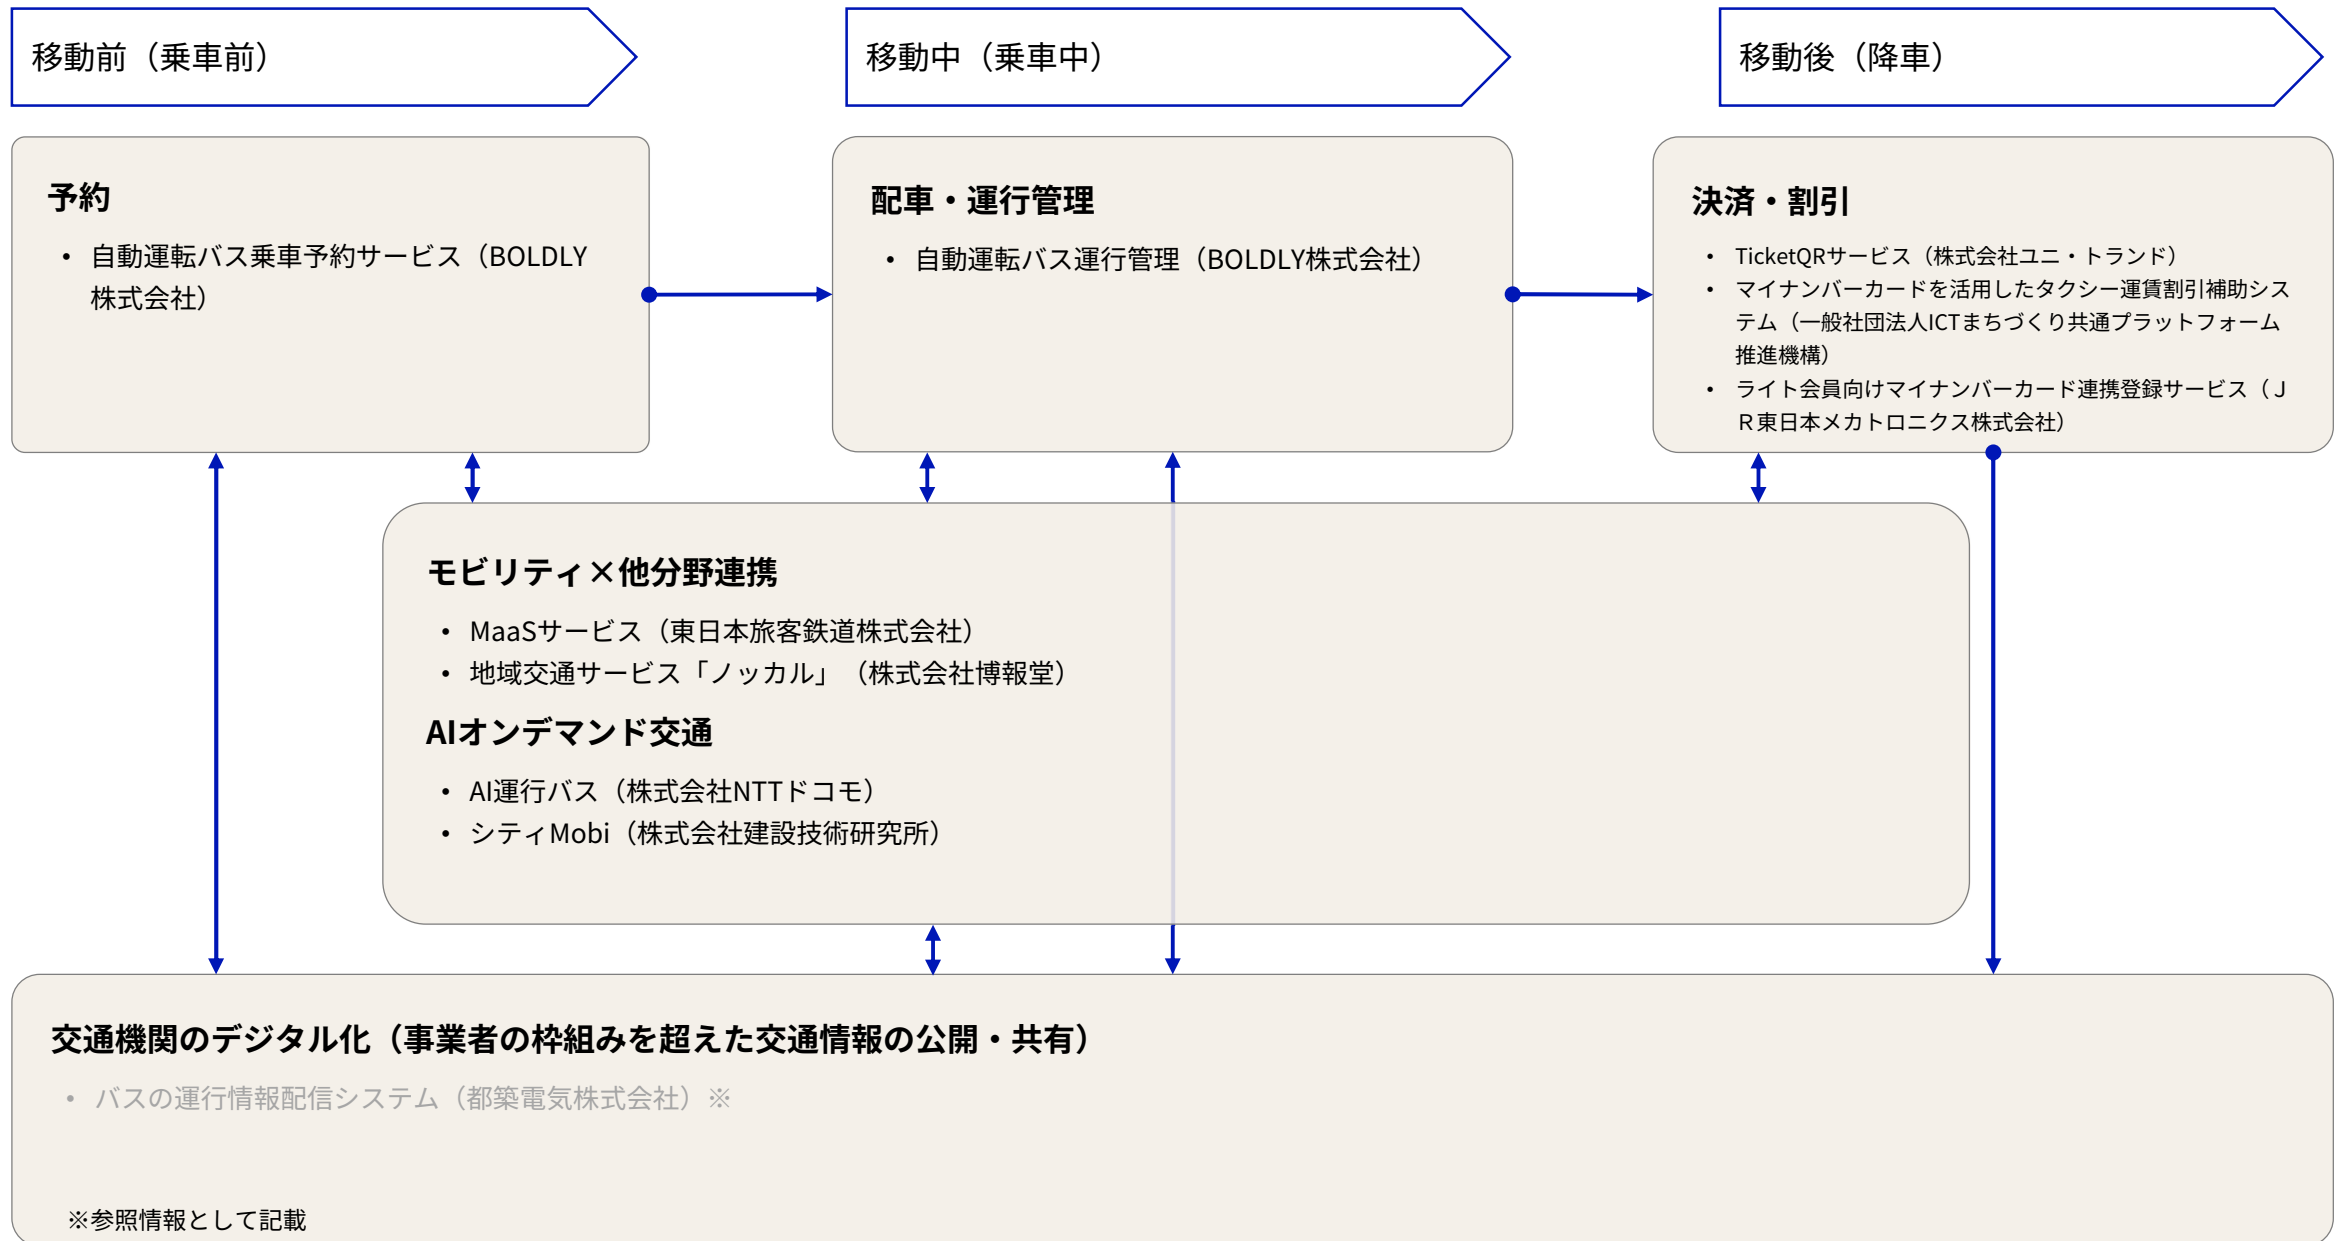 移動前（乗車前）
移動中（乗車中）
移動後（降車）
予約
• 自動運転バス乗車予約サービス（BOLDLY
株式会社）
配車・運行管理
• 自動運転バス運行管理（BOLDLY株式会社）
決済・割引
• TicketQRサービス（株式会社ユニ・トランド）
• マイナンバーカードを活用したタクシー運賃割引補助シス
テム（一般社団法人ICTまちづくり共通プラットフォーム
推進機構）
• ライト会員向けマイナンバーカード連携登録サービス（Ｊ
Ｒ東日本メカトロニクス株式会社）
モビリティ×他分野連携
• MaaSサービス（東日本旅客鉄道株式会社）
• 地域交通サービス「ノッカル」（株式会社博報堂）
AIオンデマンド交通
• AI運行バス（株式会社NTTドコモ）
• シティMobi（株式会社建設技術研究所）
交通機関のデジタル化（事業者の枠組みを超えた交通情報の公開・共有）
• バスの運行情報配信システム（都築電気株式会社）※
※参照情報として記載